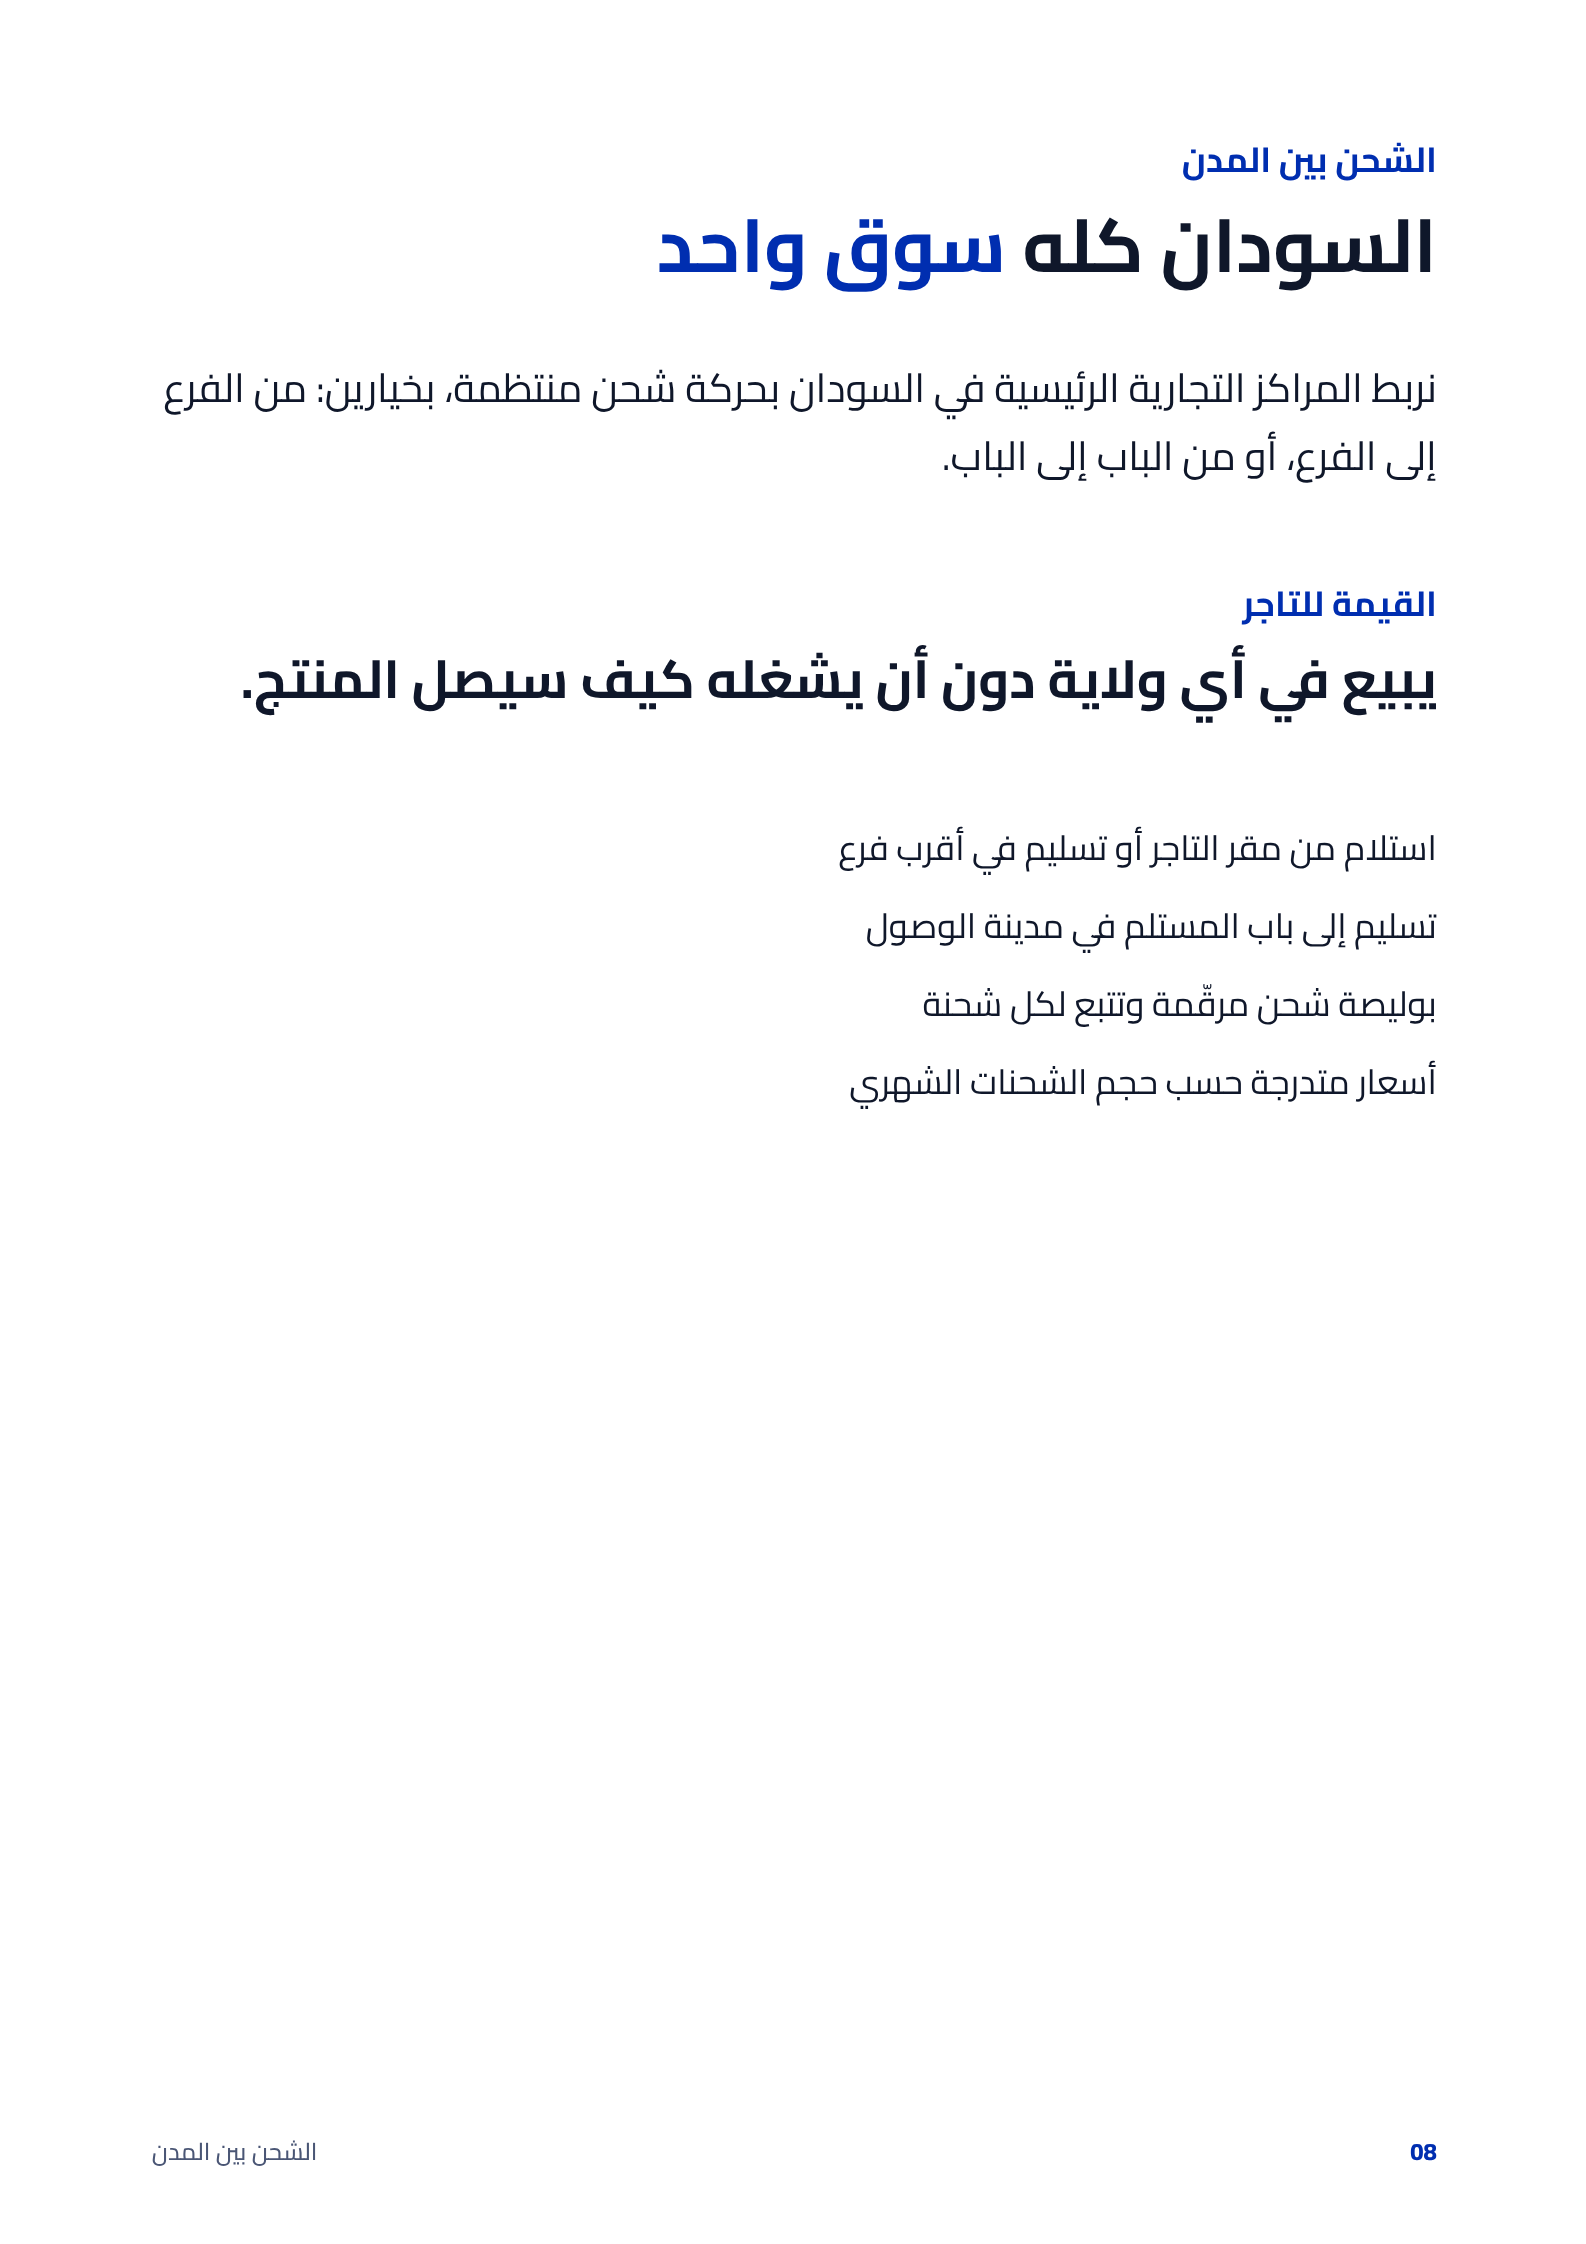 الشحن بين المدن
السودان كله سوق واحد
نربط المراكز التجارية الرئيسية في السودان بحركة شحن منتظمة، بخيارين: من الفرع
إلى الفرع، أو من الباب إلى الباب.
القيمة للتاجر
يبيع في أي ولاية دون أن يشغله كيف سيصل المنتج.
استلام من مقر التاجر أو تسليم في أقرب فرع
تسليم إلى باب المستلم في مدينة الوصول
بوليصة شحن مرقّمة وتتبع لكل شحنة
أسعار متدرجة حسب حجم الشحنات الشهري
08
الشحن بين المدن